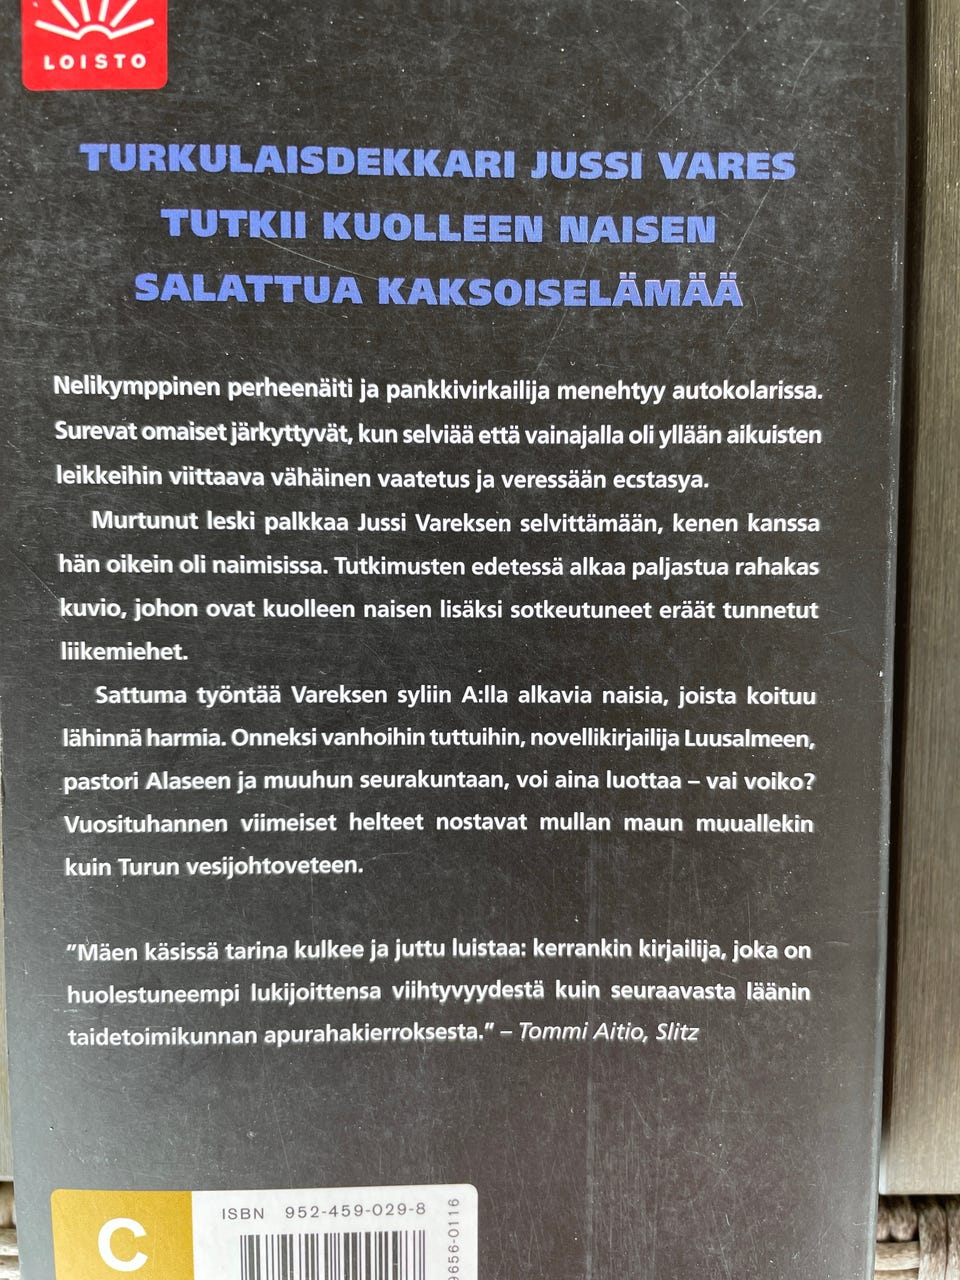 LOISTO
TURKULAISDEKKARI JUSSI VARES
TUTKII KUOLLEEN NAISEN
SALATTUA KAKSOISELÄMÄÄ
Nelikymppinen perheenäiti ja pankkivirkailija menehtyy autokolarissa.
Surevat omaiset järkyttyvät, kun selviää että vainajalla oli yllään aikuisten
leikkeihin viittaava vähäinen vaatetus ja veressään ecstasya.
Murtunut leski palkkaa Jussi Vareksen selvittämään, kenen kanssa
hän oikein oli naimisissa. Tutkimusten edetessä alkaa paljastua rahakas
kuvio, johon ovat kuolleen naisen lisäksi sotkeutuneet eräät tunnetut
liikemiehet.
Sattuma työntää Vareksen syliin A:lla alkavia naisia, joista koituu
lähinnä harmia. Onneksi vanhoihin tuttuihin, novellikirjailija Luusalmeen,
pastori Alaseen ja muuhun seurakuntaan, voi aina luottaa – vai voiko?
Vuosituhannen viimeiset helteet nostavat mullan maun muuallekin
kuin Turun vesijohtoveteen.
"Mäen käsissä tarina kulkee ja juttu luistaa: kerrankin kirjailija, joka on
huolestuneempi lukijoittensa viihtyvyydestä kuin seuraavasta läänin
taidetoimikunnan apurahakierroksesta." – Tommi Aitio, Slitz
C
ISBN 952-459-029-8
9656-0116